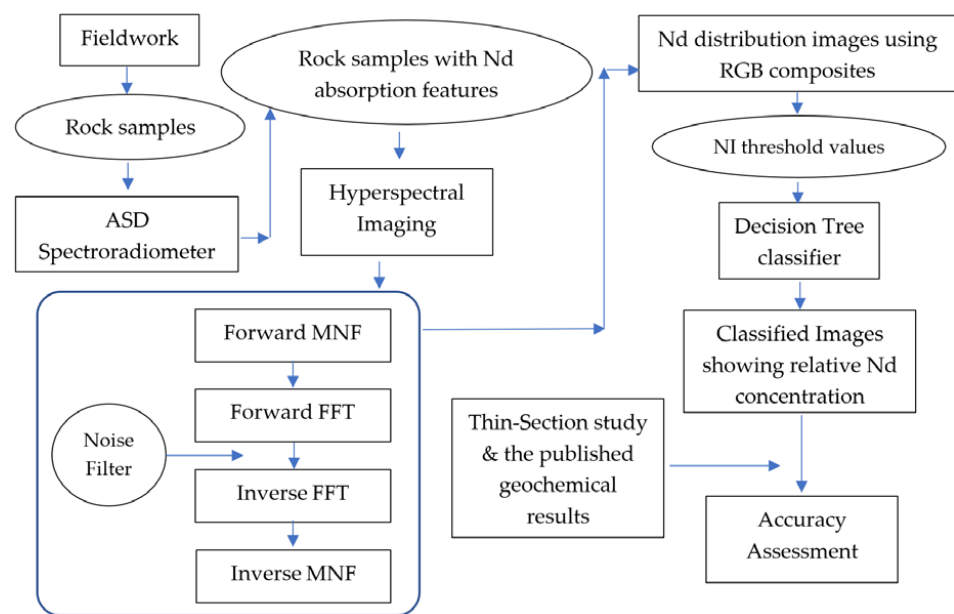 Fieldwork
Rock samples
ASD
Spectroradiometer
Rock samples with Nd
absorption features
Hyperspectral
Imaging
Forward MNF
Forward FFT
Noise
Filter
Inverse FFT
Inverse MNF
Nd distribution images using
RGB composites
NI threshold values
Decision Tree
classifier
Classified Images
showing relative Nd
concentration
Thin-Section study
& the published
geochemical
results
Accuracy
Assessment